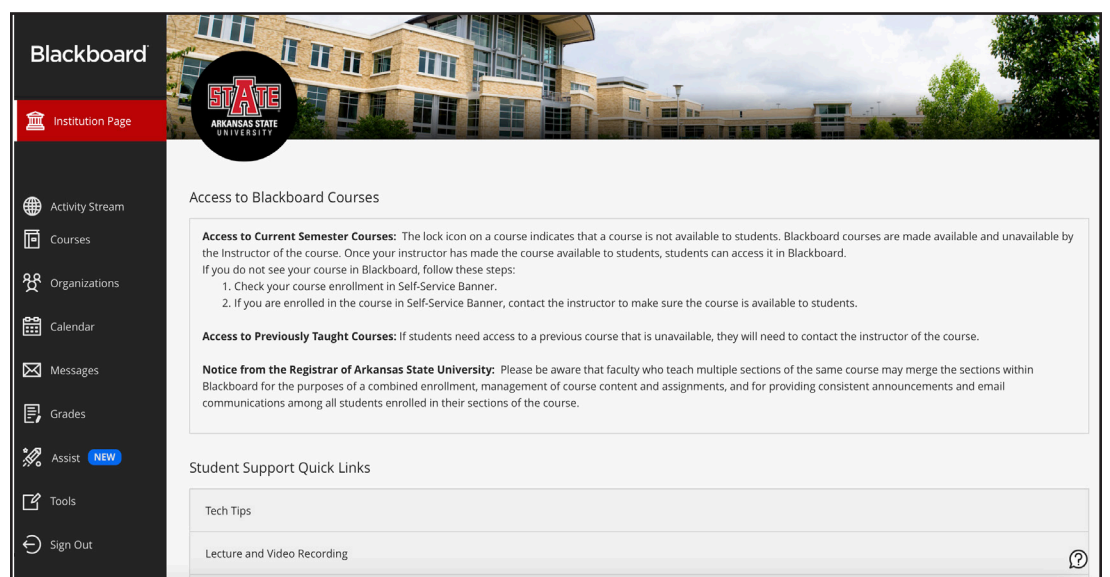 Blackboard
Institution Page
Activity Stream
Courses
Organizations
Calendar
Messages
Grades
Assist NEW
Tools
Sign Out
STATE
ARKANSAS STATE
UNIVERSITY
Access to Blackboard Courses
Access to Current Semester Courses: The lock icon on a course indicates that a course is not available to students. Blackboard courses are made available and unavailable by
the Instructor of the course. Once your instructor has made the course available to students, students can access it in Blackboard.
If you do not see your course in Blackboard, follow these steps:
1. Check your course enrollment in Self-Service Banner.
2. If you are enrolled in the course in Self-Service Banner, contact the instructor to make sure the course is available to students.
Access to Previously Taught Courses: If students need access to a previous course that is unavailable, they will need to contact the instructor of the course.
Notice from the Registrar of Arkansas State University: Please be aware that faculty who teach multiple sections of the same course may merge the sections within
Blackboard for the purposes of a combined enrollment, management of course content and assignments, and for providing consistent announcements and email
communications among all students enrolled in their sections of the course.
Student Support Quick Links
Tech Tips
Lecture and Video Recording